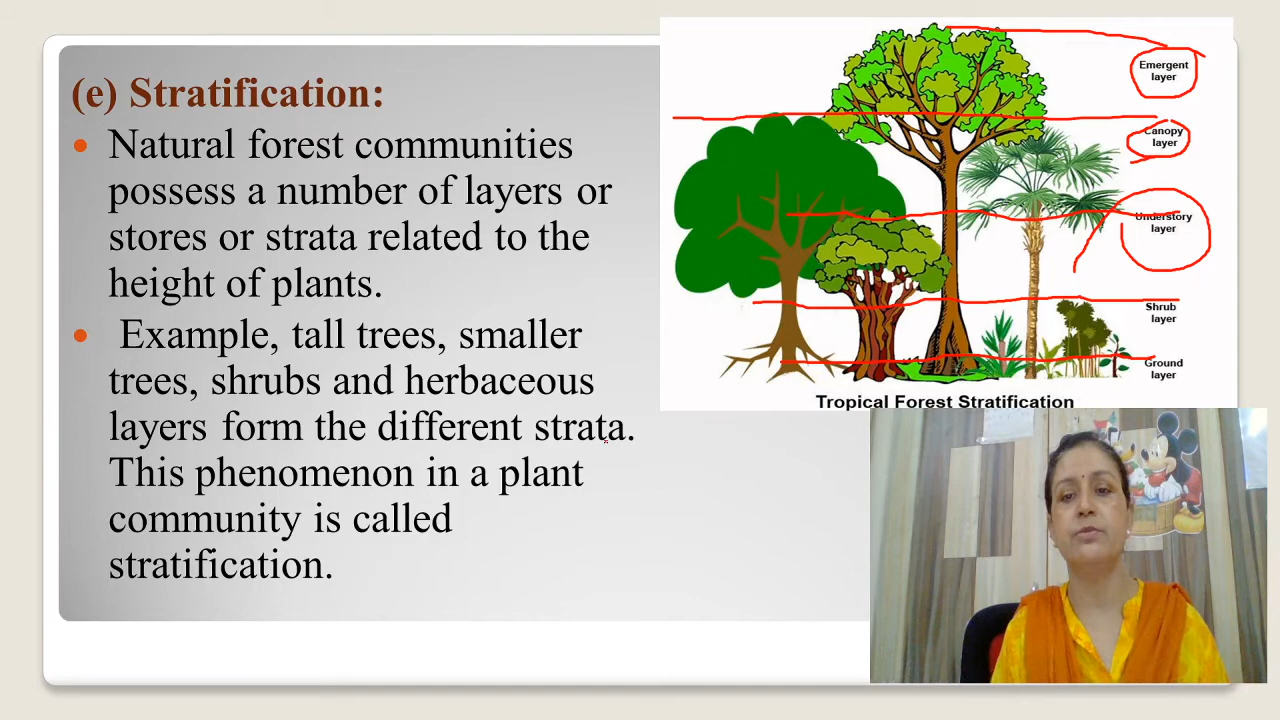 (e) Stratification:
Natural forest communities
possess a number of layers or
stores or strata related to the
height of plants.
Example, tall trees, smaller
trees, shrubs and herbaceous
layers form the different strata.
This phenomenon in a plant
community is called
stratification.
Emergent
layer
Canopy
layer
Understory
layer
Shrub
layer
Ground
layer
Tropical Forest Stratification